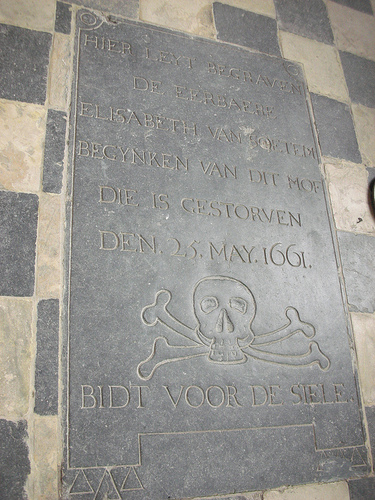 HIER LEYT BEGRAVEN
DE EERBAERE
ELISABETH VAN
BEGYNKEN VAN DIT HOF
DIE IS GESTORVEN
DEN. 25. MAY. 1661.
BIDT VOOR DE SIELE.